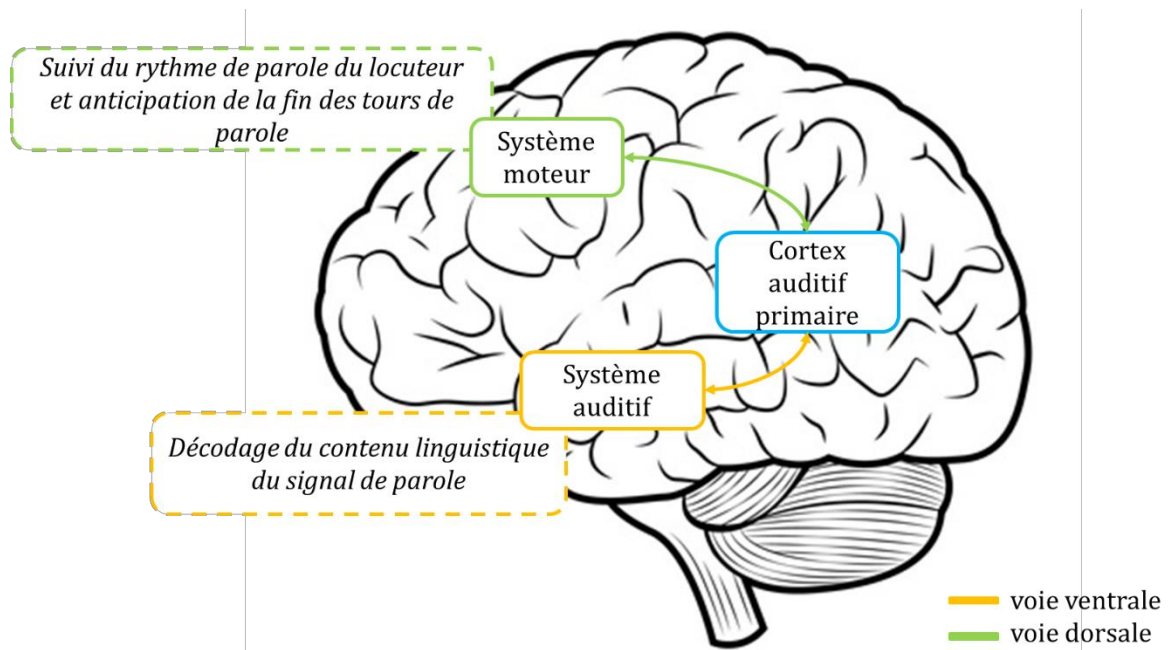 Suivi du rythme de parole du locuteur
et anticipation de la fin des tours de
parole
Système
moteur
Cortex
auditif
primaire
Système
auditif
Décodage du contenu linguistique
du signal de parole
voie ventrale
voie dorsale